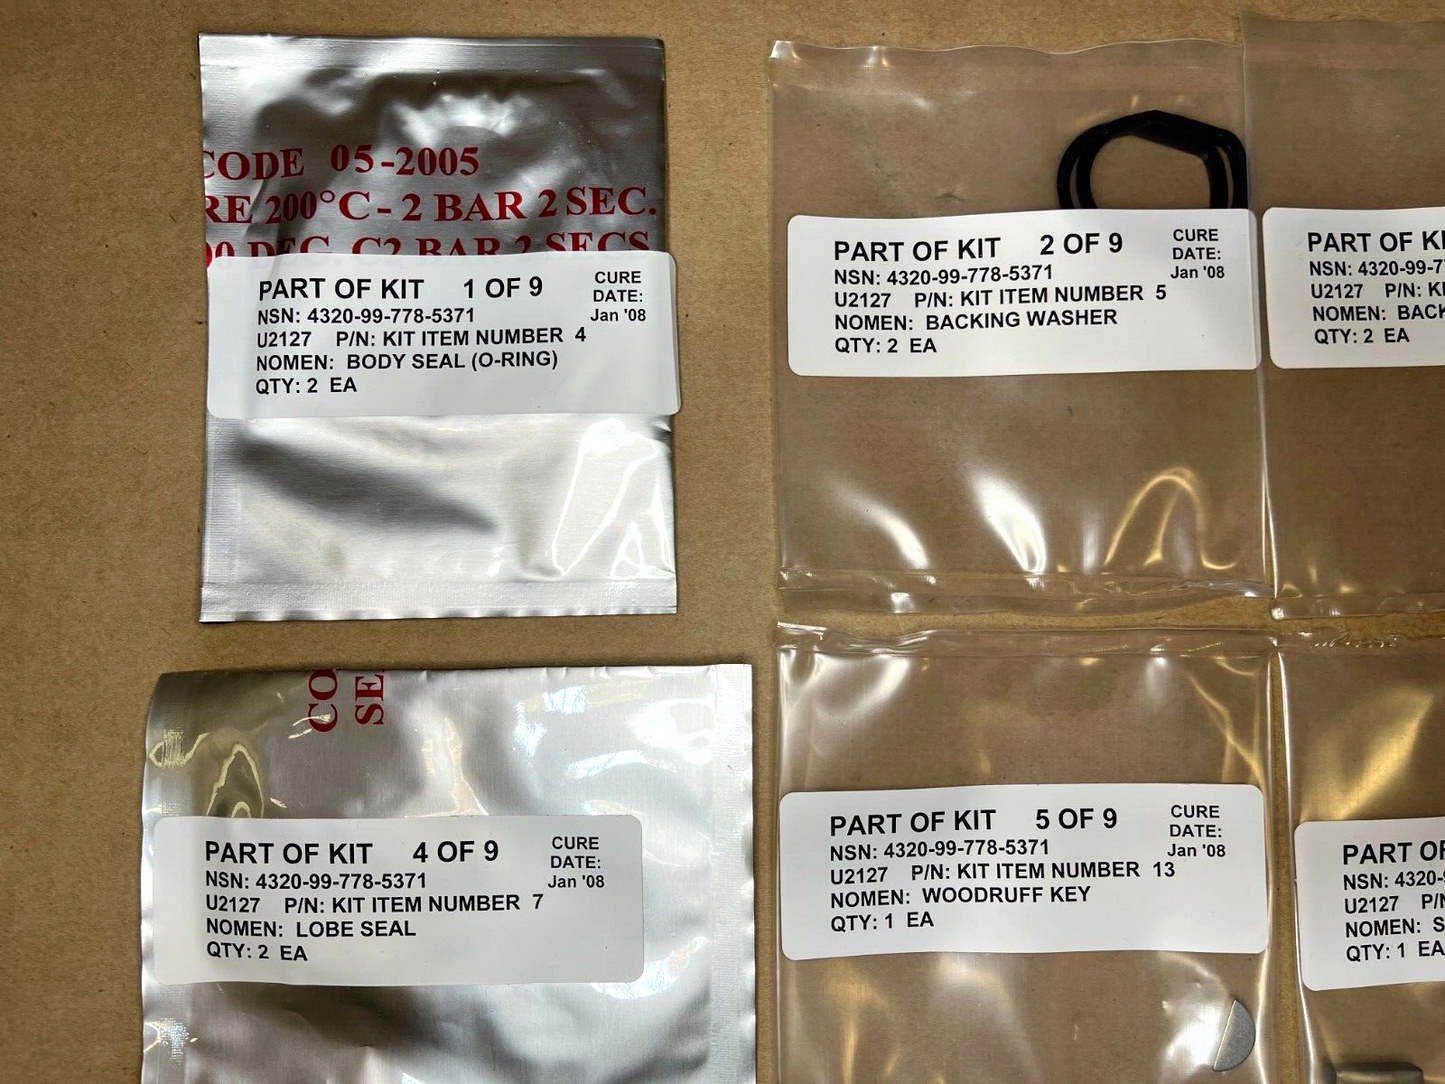 CODE 05-2005
RE 200°C - 2 BAR 2 SEC.
00 DEG. C2 BAR 2 SECS
PART OF KIT 1 OF 9
CURE
DATE:
Jan '08
NSN: 4320-99-778-5371
U2127 P/N: KIT ITEM NUMBER 4
NOMEN: BODY SEAL (O-RING)
QTY: 2 EA
PART OF KIT 2 OF 9
CURE
DATE:
Jan '08
NSN: 4320-99-778-5371
U2127 P/N: KIT ITEM NUMBER 5
NOMEN: BACKING WASHER
QTY: 2 EA
PART OF KI
NSN: 4320-99-7
U2127 P/N: KI
NOMEN: BACK
QTY: 2 EA
CO
SE
PART OF KIT 4 OF 9
CURE
DATE:
Jan '08
NSN: 4320-99-778-5371
U2127 P/N: KIT ITEM NUMBER 7
NOMEN: LOBE SEAL
QTY: 2 EA
PART OF KIT 5 OF 9
CURE
DATE:
Jan '08
NSN: 4320-99-778-5371
U2127 P/N: KIT ITEM NUMBER 13
NOMEN: WOODRUFF KEY
QTY: 1 EA
PART OF
NSN: 4320-9
U2127 P/N
NOMEN: S
QTY: 1 EA